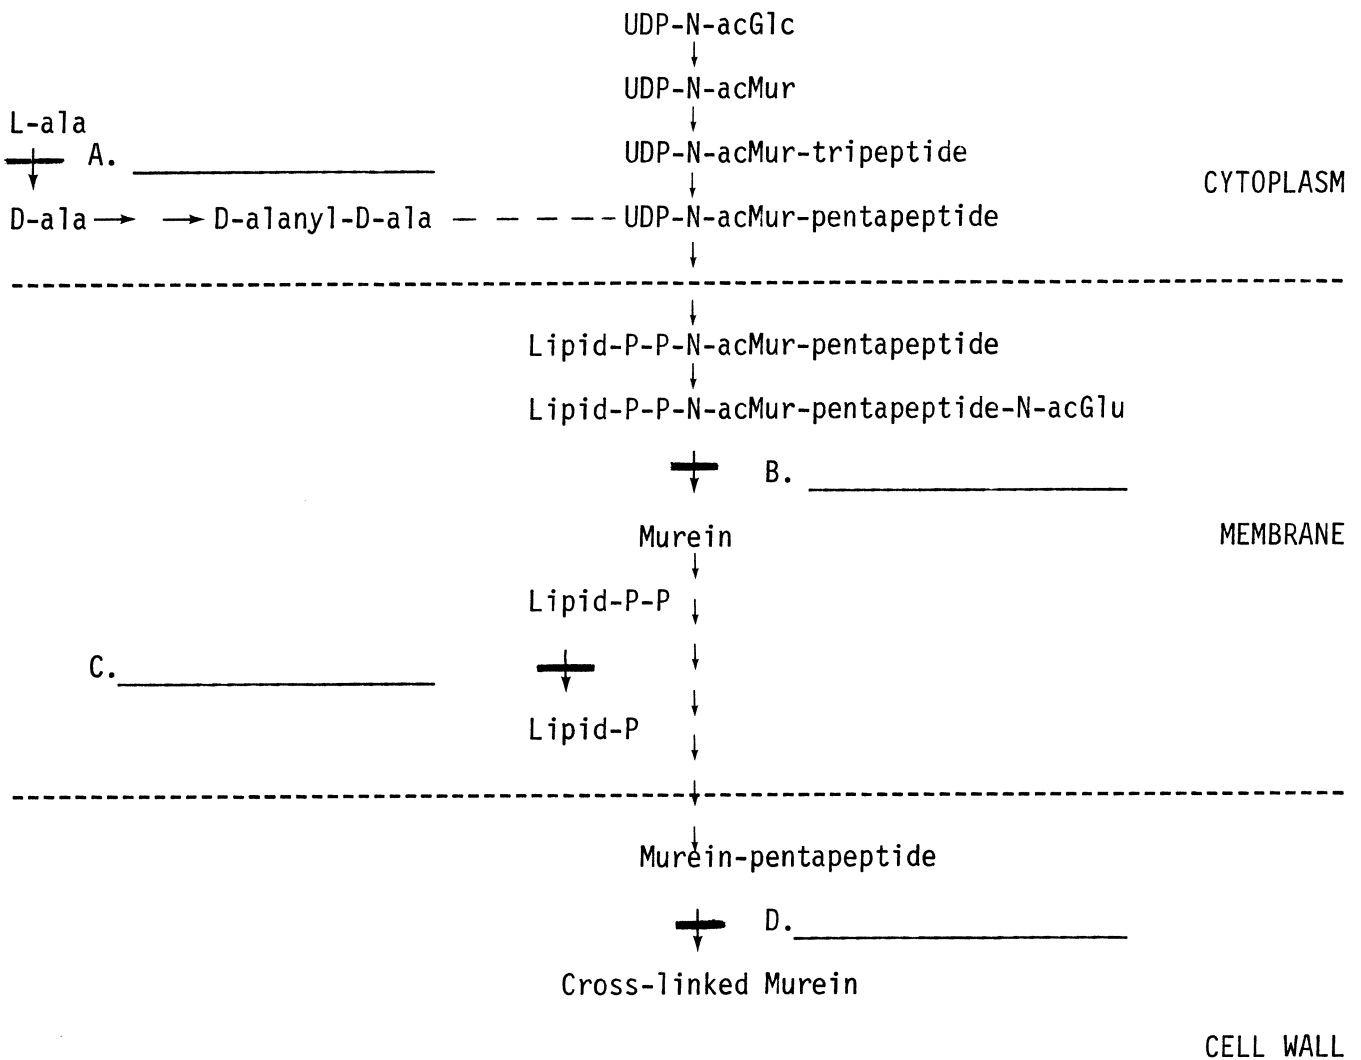 UDP-N-acGlc
UDP-N-acMur
L-ala
A.
UDP-N-acMur-tripeptide
CYTOPLASM
D-ala
D-alanyl-D-ala
UDP-N-acMur-pentapeptide
Lipid-P-P-N-acMur-pentapeptide
Lipid-P-P-N-acMur-pentapeptide-N-acGlu
B.
Murein
MEMBRANE
Lipid-P-P
C.
Lipid-P
Murein-pentapeptide
D.
Cross-linked Murein
CELL WALL